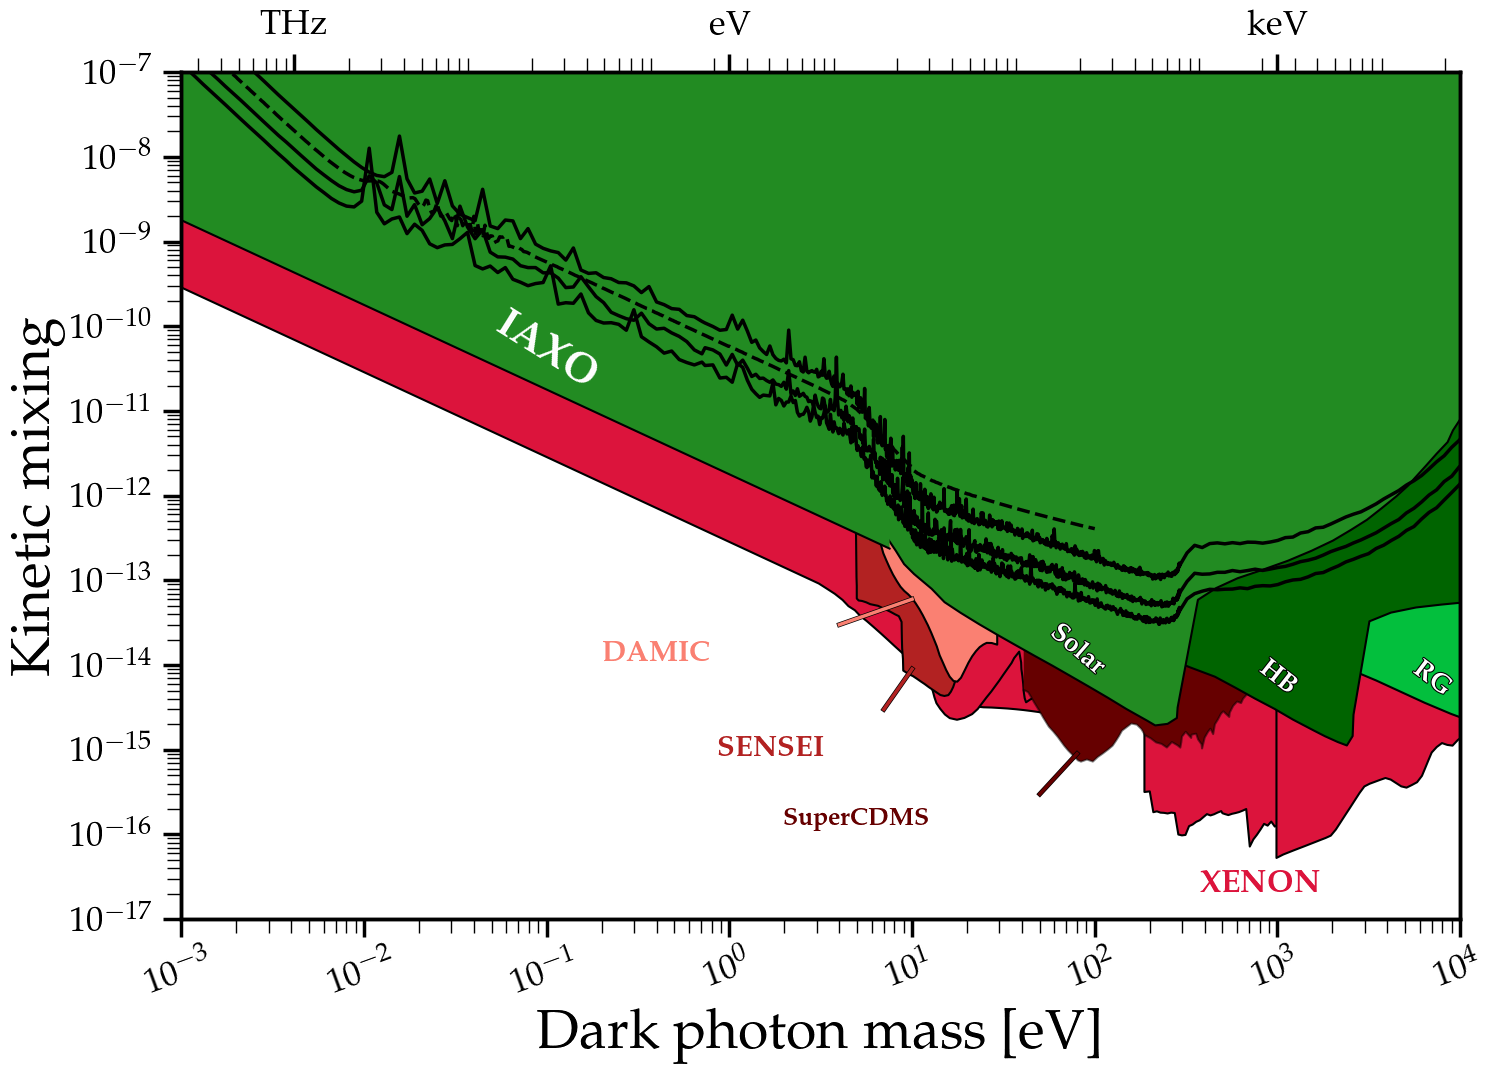 THz eV keV
10⁻⁷
10⁻⁸
10⁻⁹
10⁻¹⁰
10⁻¹¹
10⁻¹²
10⁻¹³
10⁻¹⁴
10⁻¹⁵
10⁻¹⁶
10⁻¹⁷
Kinetic mixing
IAXO
DAMIC
Solar
HB
RG
SENSEI
SuperCDMS
XENON
10⁻³ 10⁻² 10⁻¹ 10⁰ 10¹ 10² 10³ 10⁴
Dark photon mass [eV]